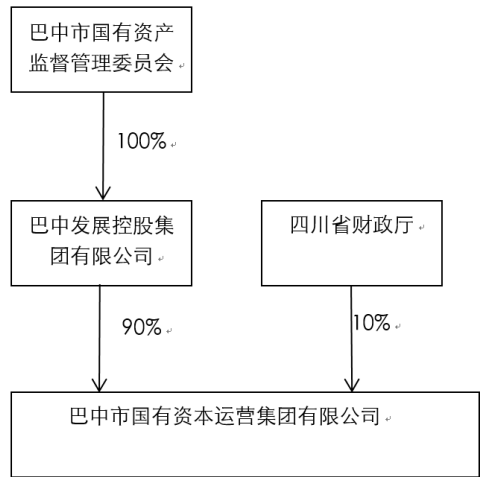 巴中市国有资产
监督管理委员会
100%
巴中发展控股集
团有限公司
四川省财政厅
90%
10%
巴中市国有资本运营集团有限公司